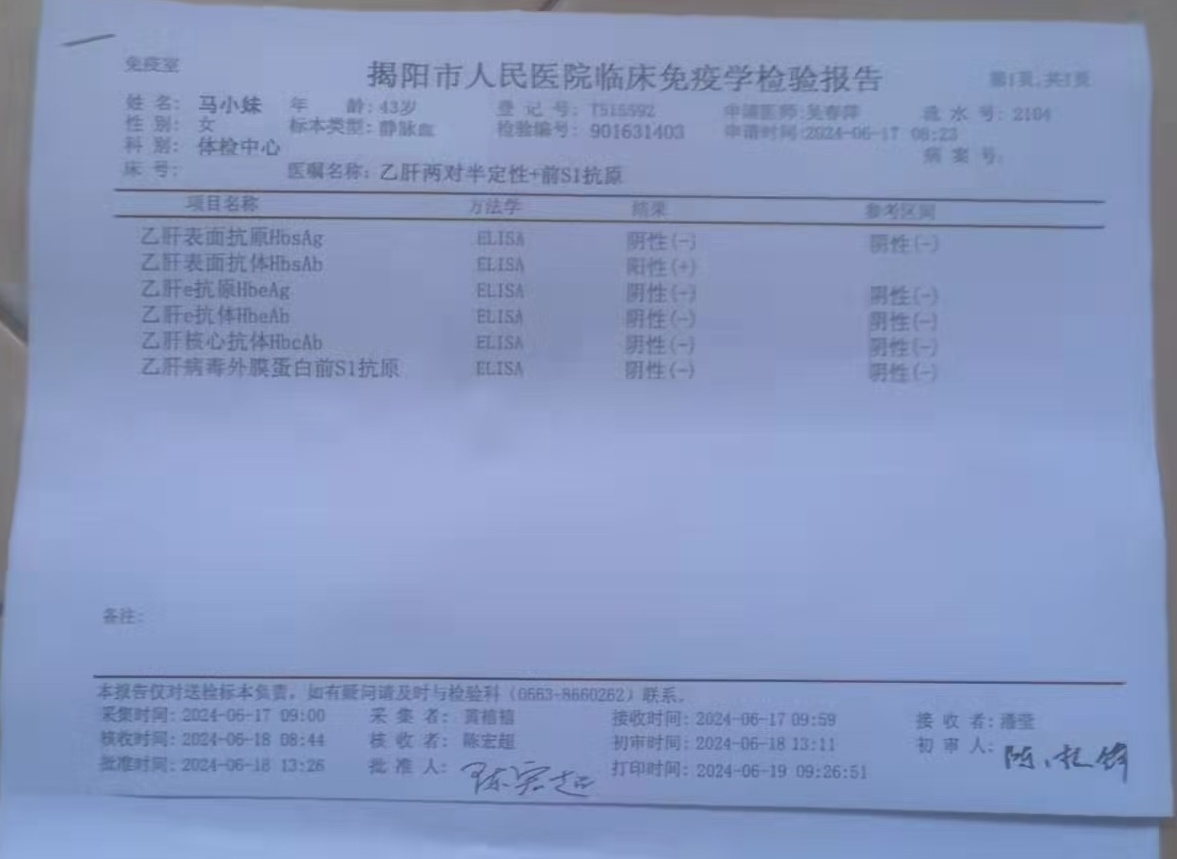 免疫室
揭阳市人民医院临床免疫学检验报告
第1页,共1页
姓 名: 马小妹 年 龄: 43岁 登 记 号: T515592 申请医师:吴春萍 流 水 号: 2104
性 别: 女 标本类型: 静脉血 检验编号: 901631403 申请时间:2024-06-17 08:23
科 别: 体检中心 病 案 号:
床 号: 医嘱名称: 乙肝两对半定性+前S1抗原
项目名称 方法学 结果 参考区间
乙肝表面抗原HbsAg ELISA 阴性(-) 阴性(-)
乙肝表面抗体HbsAb ELISA 阳性(+)
乙肝e抗原HbeAg ELISA 阴性(-) 阴性(-)
乙肝e抗体HbeAb ELISA 阴性(-) 阴性(-)
乙肝核心抗体HbcAb ELISA 阴性(-) 阴性(-)
乙肝病毒外膜蛋白前S1抗原 ELISA 阴性(-) 阴性(-)
备注:
本报告仅对送检标本负责。如有疑问请及时与检验科(0663-8660262)联系。
采集时间: 2024-06-17 09:00 采 集 者: 接收时间: 2024-06-17 09:59 接 收 者: 潘莹
核收时间: 2024-06-18 08:44 核 收 者: 陈宏超 初审时间: 2024-06-18 13:11 初 审 人:
批准时间: 2024-06-18 13:26 批 准 人: 陈宏超 打印时间: 2024-06-19 09:26:51